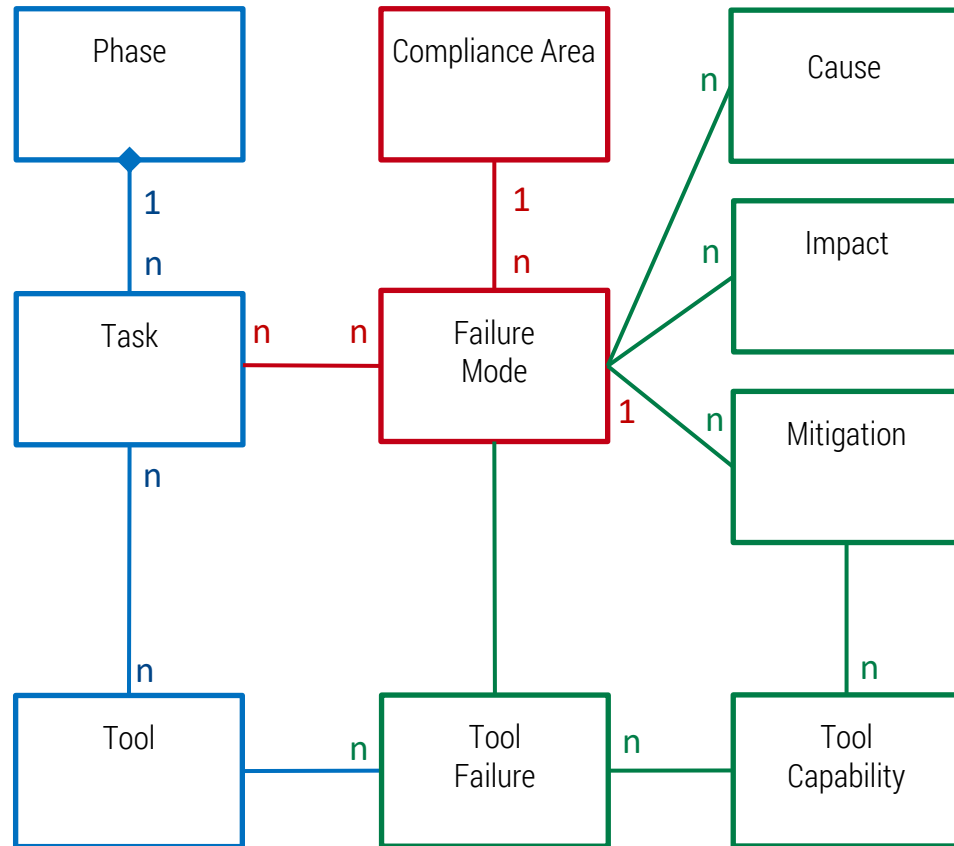 Phase
Compliance Area
Cause
n
1
1
n
n
Impact
n
Task
n
n
Failure
Mode
1
n
Mitigation
n
n
n
Tool
n
Tool
Failure
n
Tool
Capability